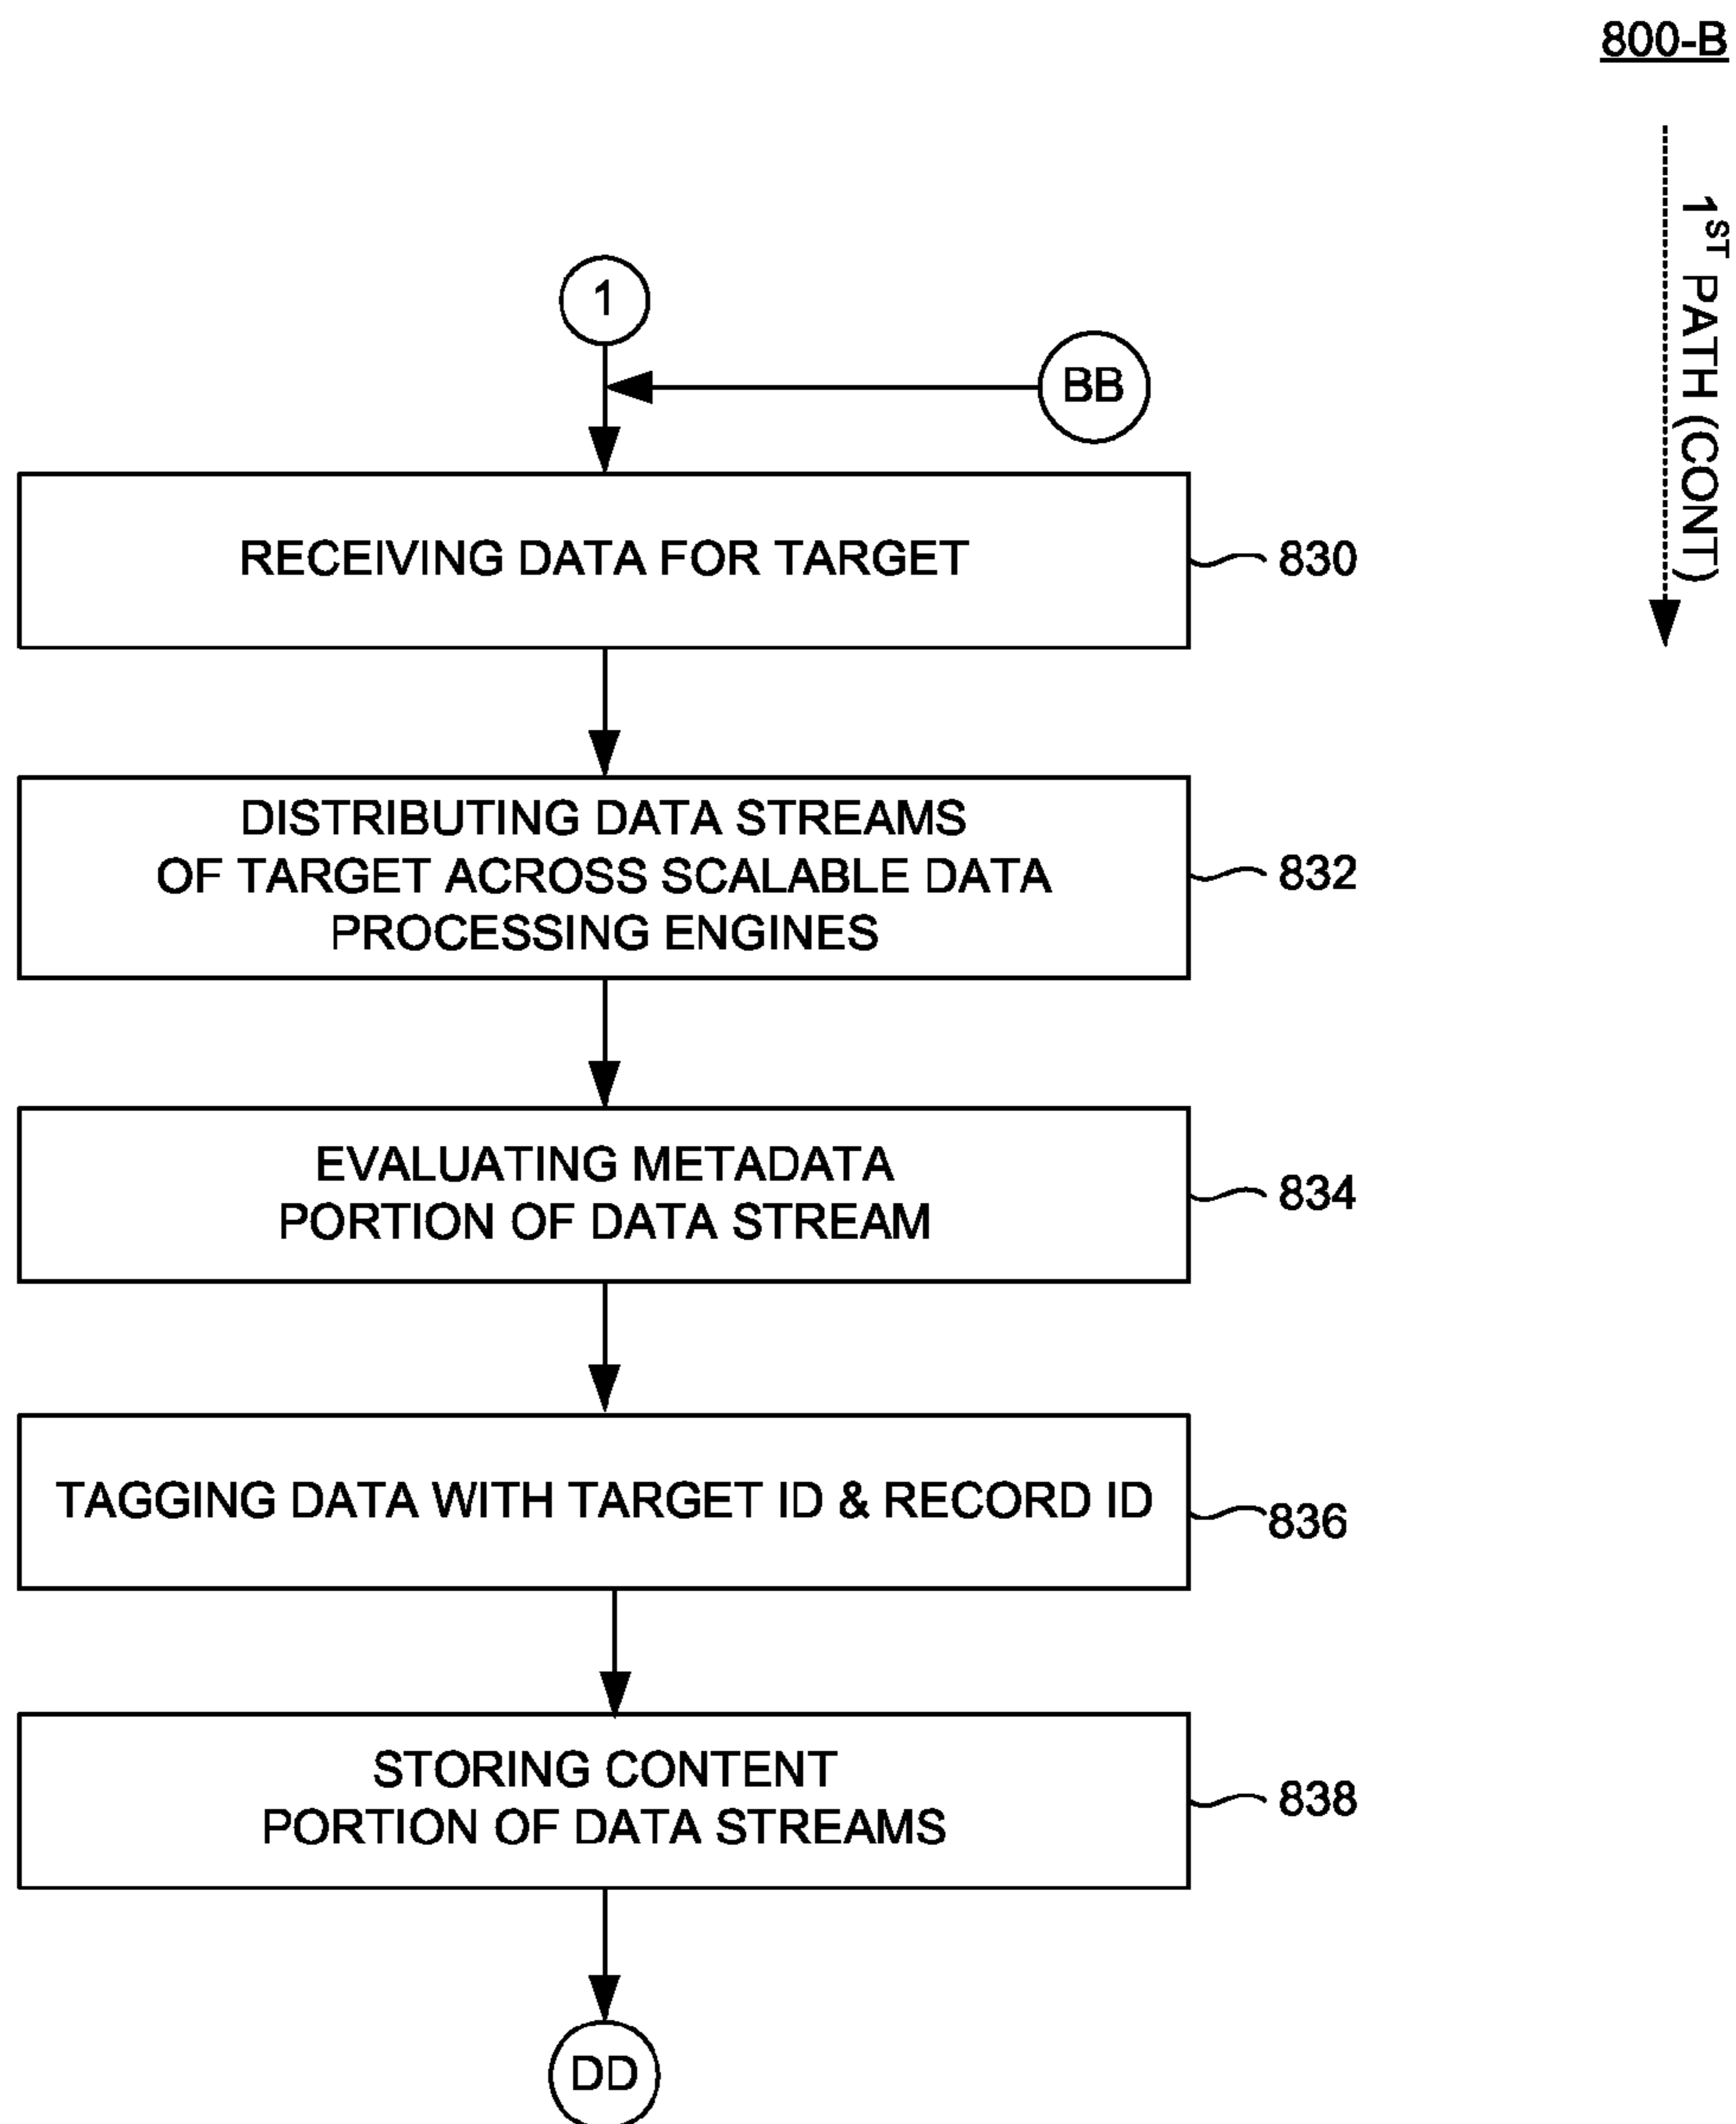 800-B
1ST PATH (CONT)
1
BB
RECEIVING DATA FOR TARGET
830
DISTRIBUTING DATA STREAMS
OF TARGET ACROSS SCALABLE DATA
PROCESSING ENGINES
832
EVALUATING METADATA
PORTION OF DATA STREAM
834
TAGGING DATA WITH TARGET ID & RECORD ID
836
STORING CONTENT
PORTION OF DATA STREAMS
838
DD